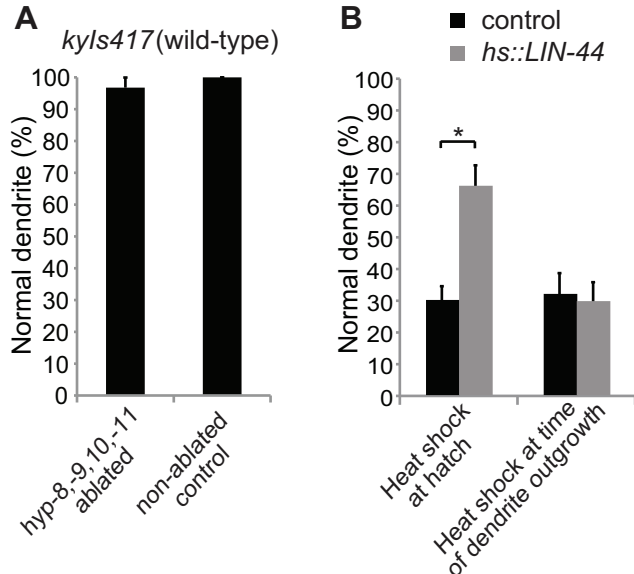 A
kyIs417(wild-type)
Normal dendrite (%)
100
90
80
70
60
50
40
30
20
10
0
hyp-8,-9,10,-11
ablated
non-ablated
control
B
control
hs::LIN-44
Normal dendrite (%)
100
90
80
70
60
50
40
30
20
10
0
*
Heat shock
at hatch
Heat shock at time
of dendrite outgrowth